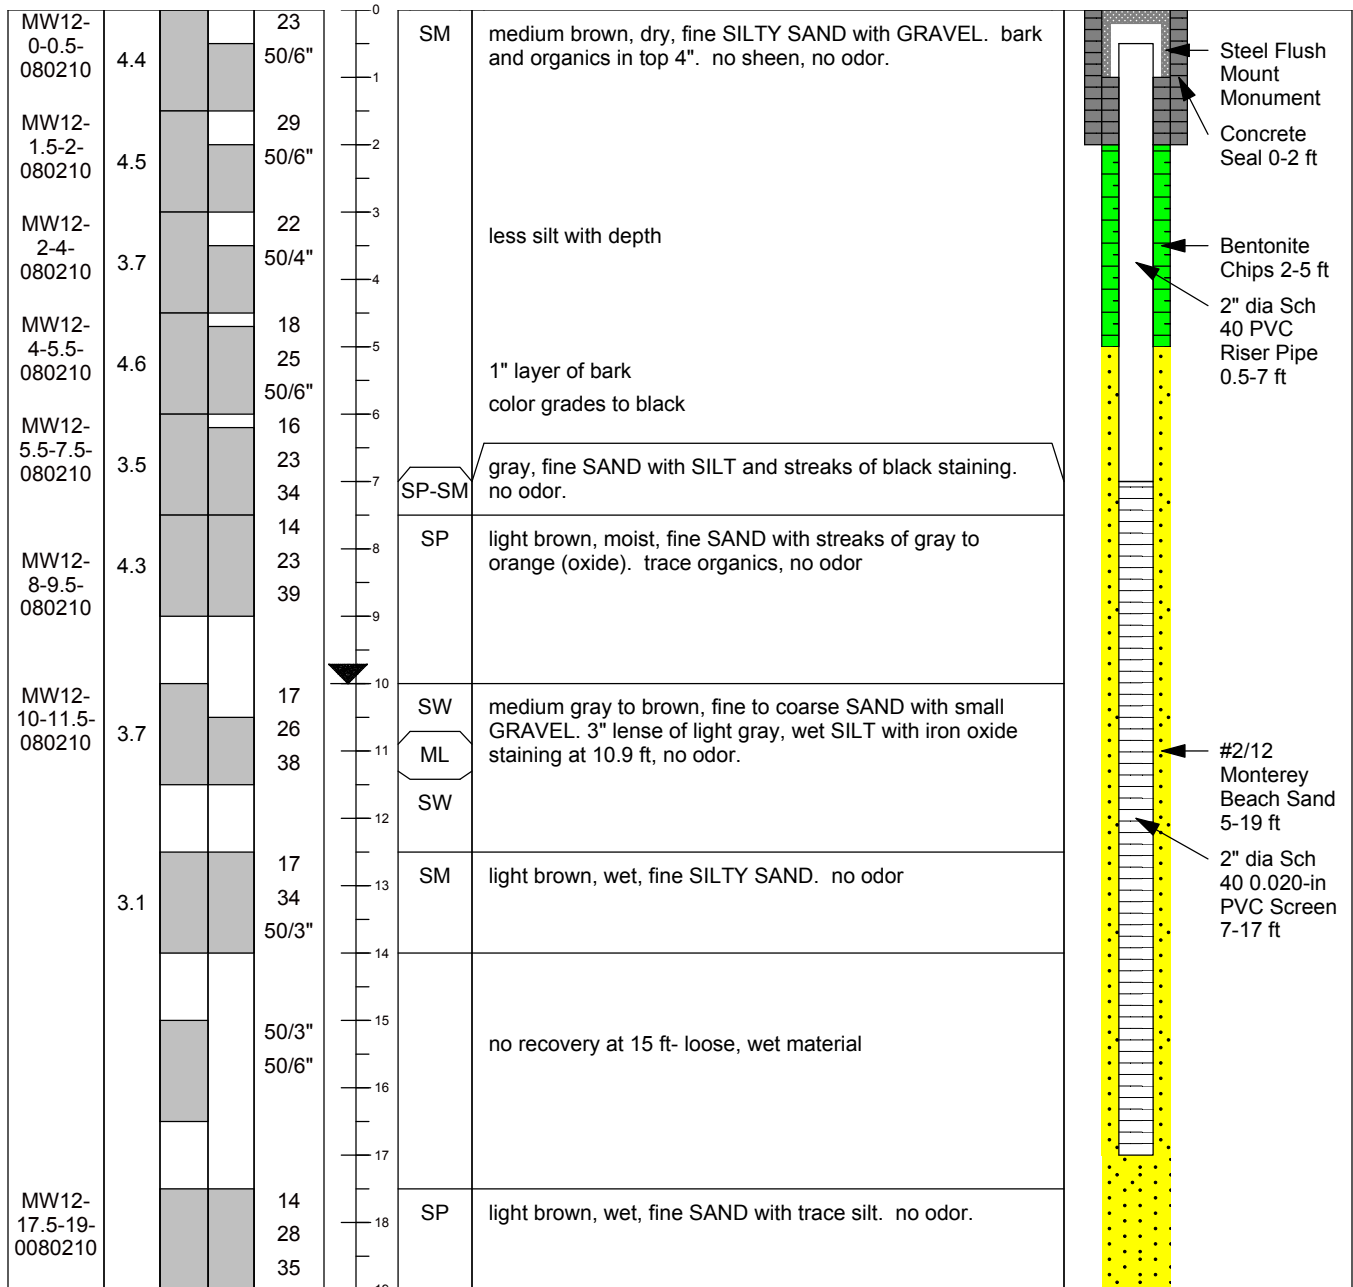 MW12-
0-0.5-
080210
4.4
23
50/6"
0
SM
medium brown, dry, fine SILTY SAND with GRAVEL. bark
and organics in top 4". no sheen, no odor.
Steel Flush
Mount
Monument
1
MW12-
1.5-2-
080210
4.5
29
50/6"
2
Concrete
Seal 0-2 ft
MW12-
2-4-
080210
3.7
22
50/4"
3
less silt with depth
Bentonite
Chips 2-5 ft
4
MW12-
4-5.5-
080210
4.6
18
25
50/6"
5
1" layer of bark
color grades to black
2" dia Sch
40 PVC
Riser Pipe
0.5-7 ft
6
MW12-
5.5-7.5-
080210
3.5
16
23
34
7
SP-SM
gray, fine SAND with SILT and streaks of black staining.
no odor.
MW12-
8-9.5-
080210
4.3
14
23
39
8
SP
light brown, moist, fine SAND with streaks of gray to
orange (oxide). trace organics, no odor
9
10
MW12-
10-11.5-
080210
3.7
17
26
38
SW
medium gray to brown, fine to coarse SAND with small
GRAVEL. 3" lense of light gray, wet SILT with iron oxide
staining at 10.9 ft, no odor.
11
ML
SW
12
#2/12
Monterey
Beach Sand
5-19 ft
3.1
17
34
50/3"
13
SM
light brown, wet, fine SILTY SAND. no odor
2" dia Sch
40 0.020-in
PVC Screen
7-17 ft
14
15
50/3"
50/6"
no recovery at 15 ft- loose, wet material
16
17
MW12-
17.5-19-
0080210
14
28
35
18
SP
light brown, wet, fine SAND with trace silt. no odor.
19